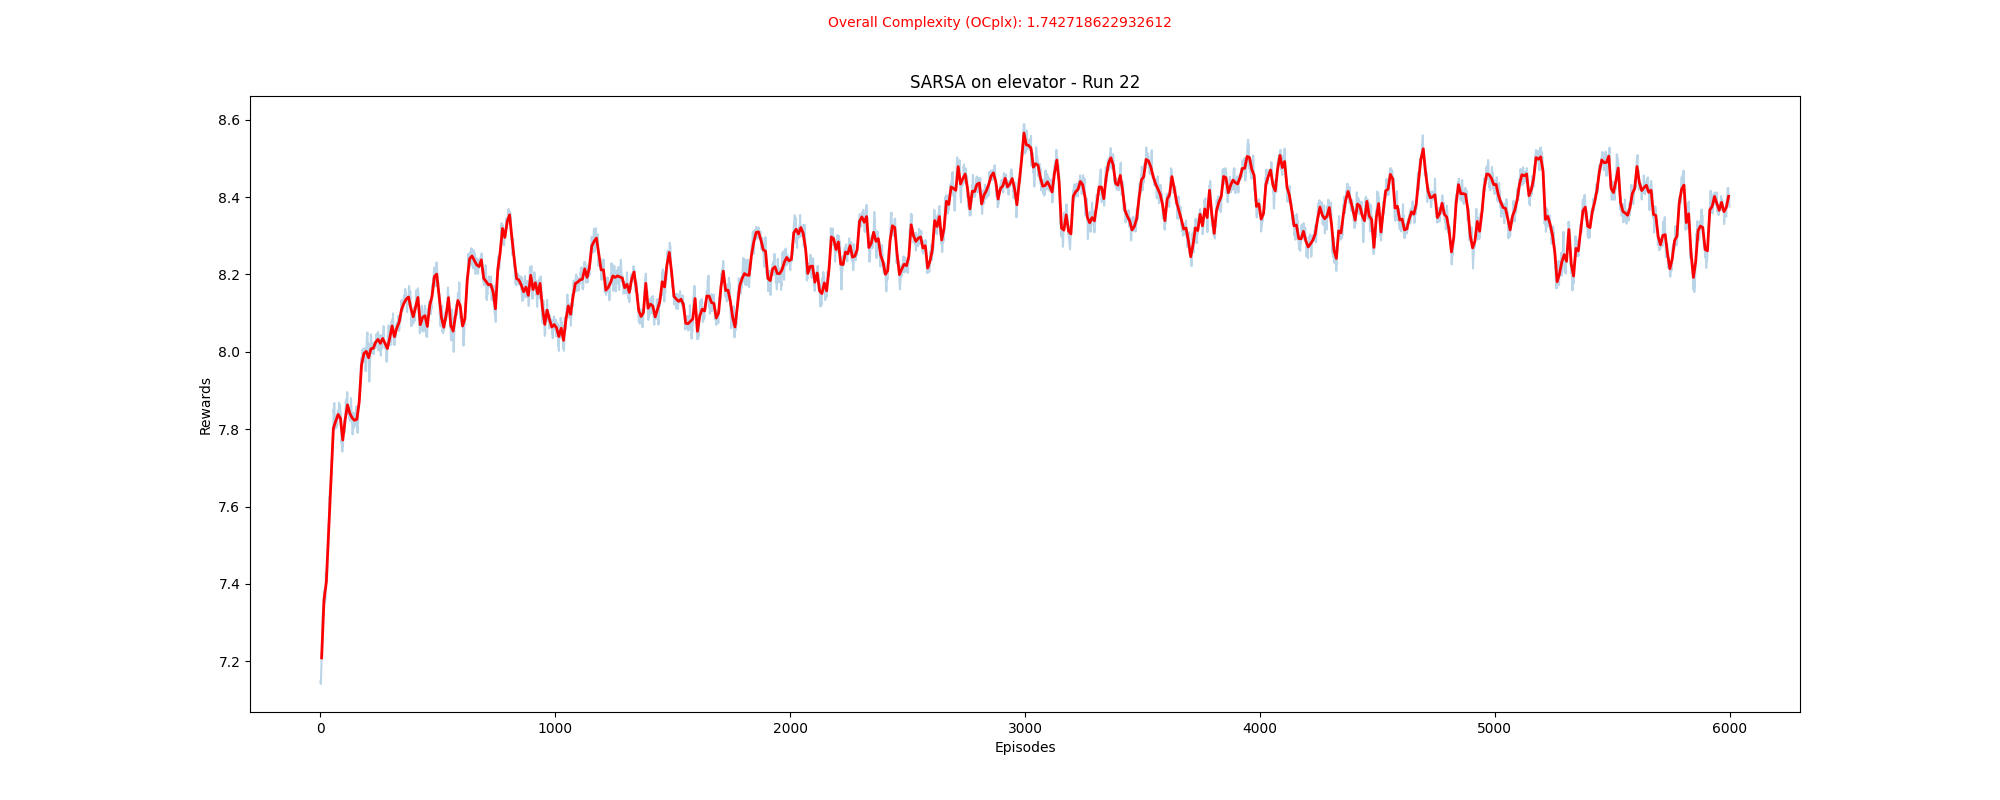 Overall Complexity (OCplx): 1.742718622932612
SARSA on elevator - Run 22
8.6
8.4
8.2
8.0
7.8
7.6
7.4
7.2
Rewards
0 1000 2000 3000 4000 5000 6000
Episodes